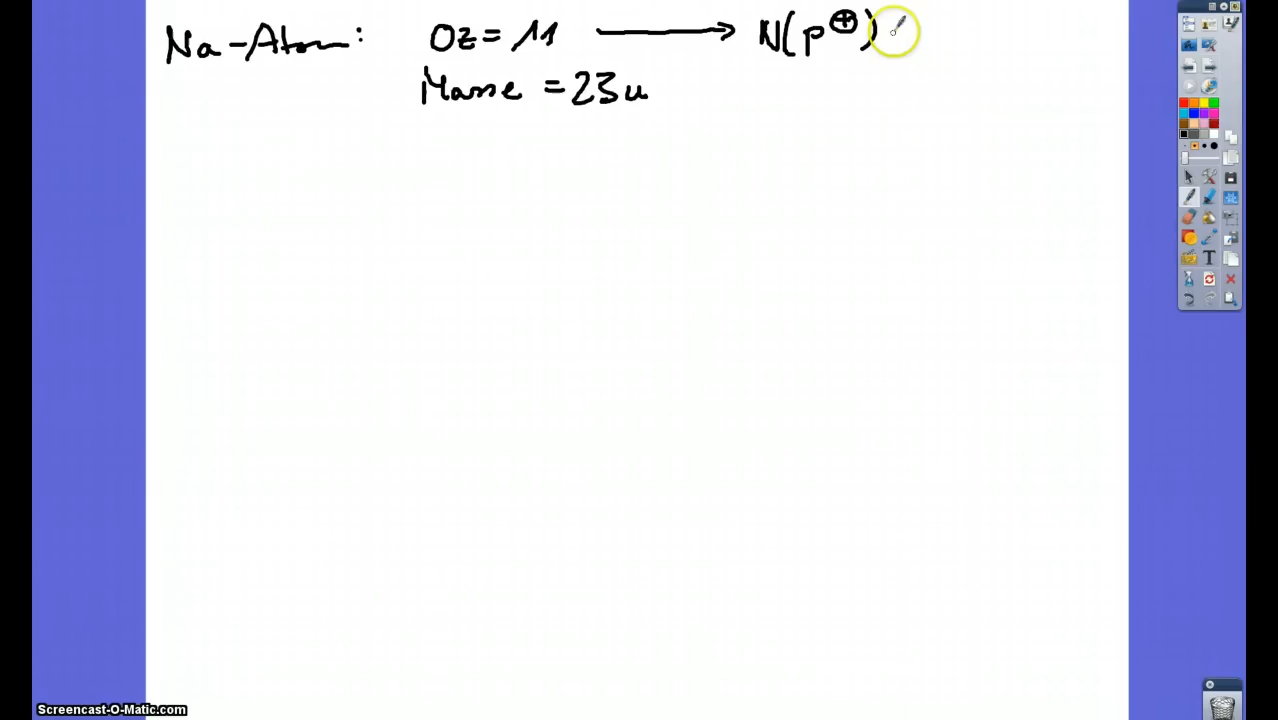 Na-Atom: Oz = 11 ⟶ N(p⊕)
Masse = 23u
SCREENCAST-O-MATIC.com